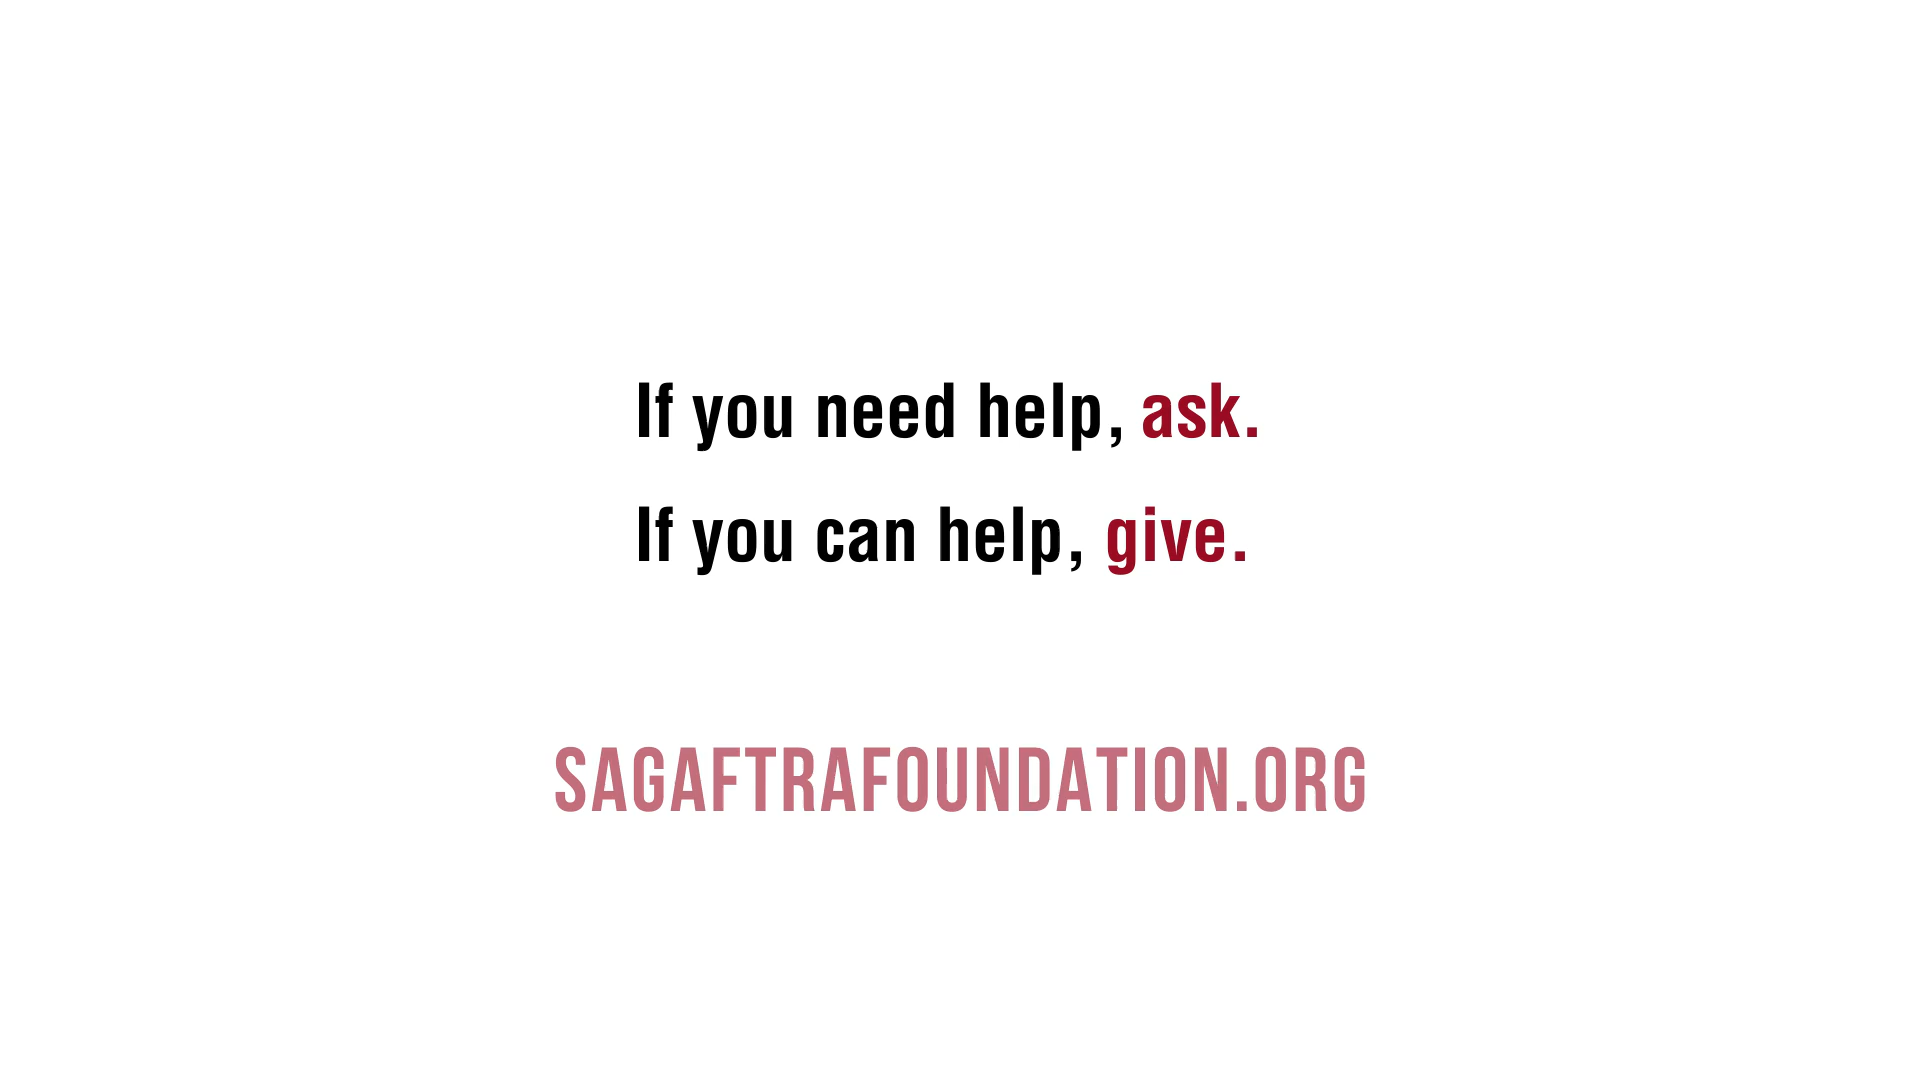 If you need help, ask.
If you can help, give.
SAGAFTRAFOUNDATION.ORG